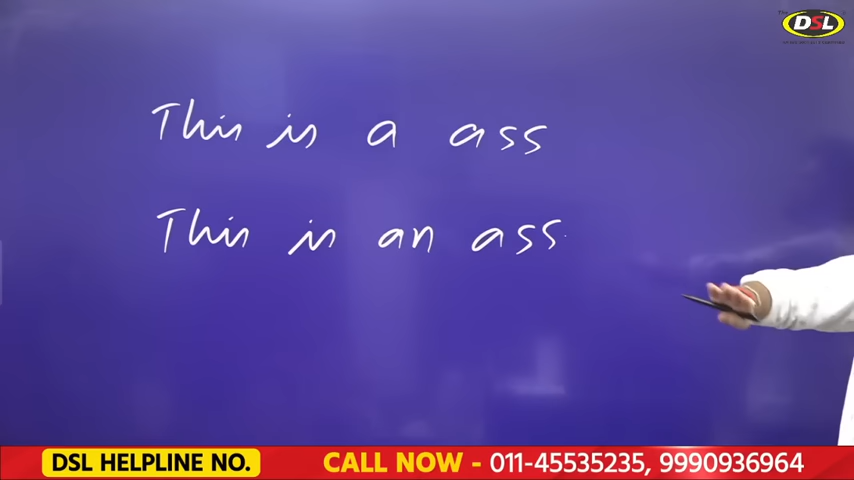 DSL
This is a ass
This is an ass.
DSL HELPLINE NO. CALL NOW - 011-45535235, 9990936964